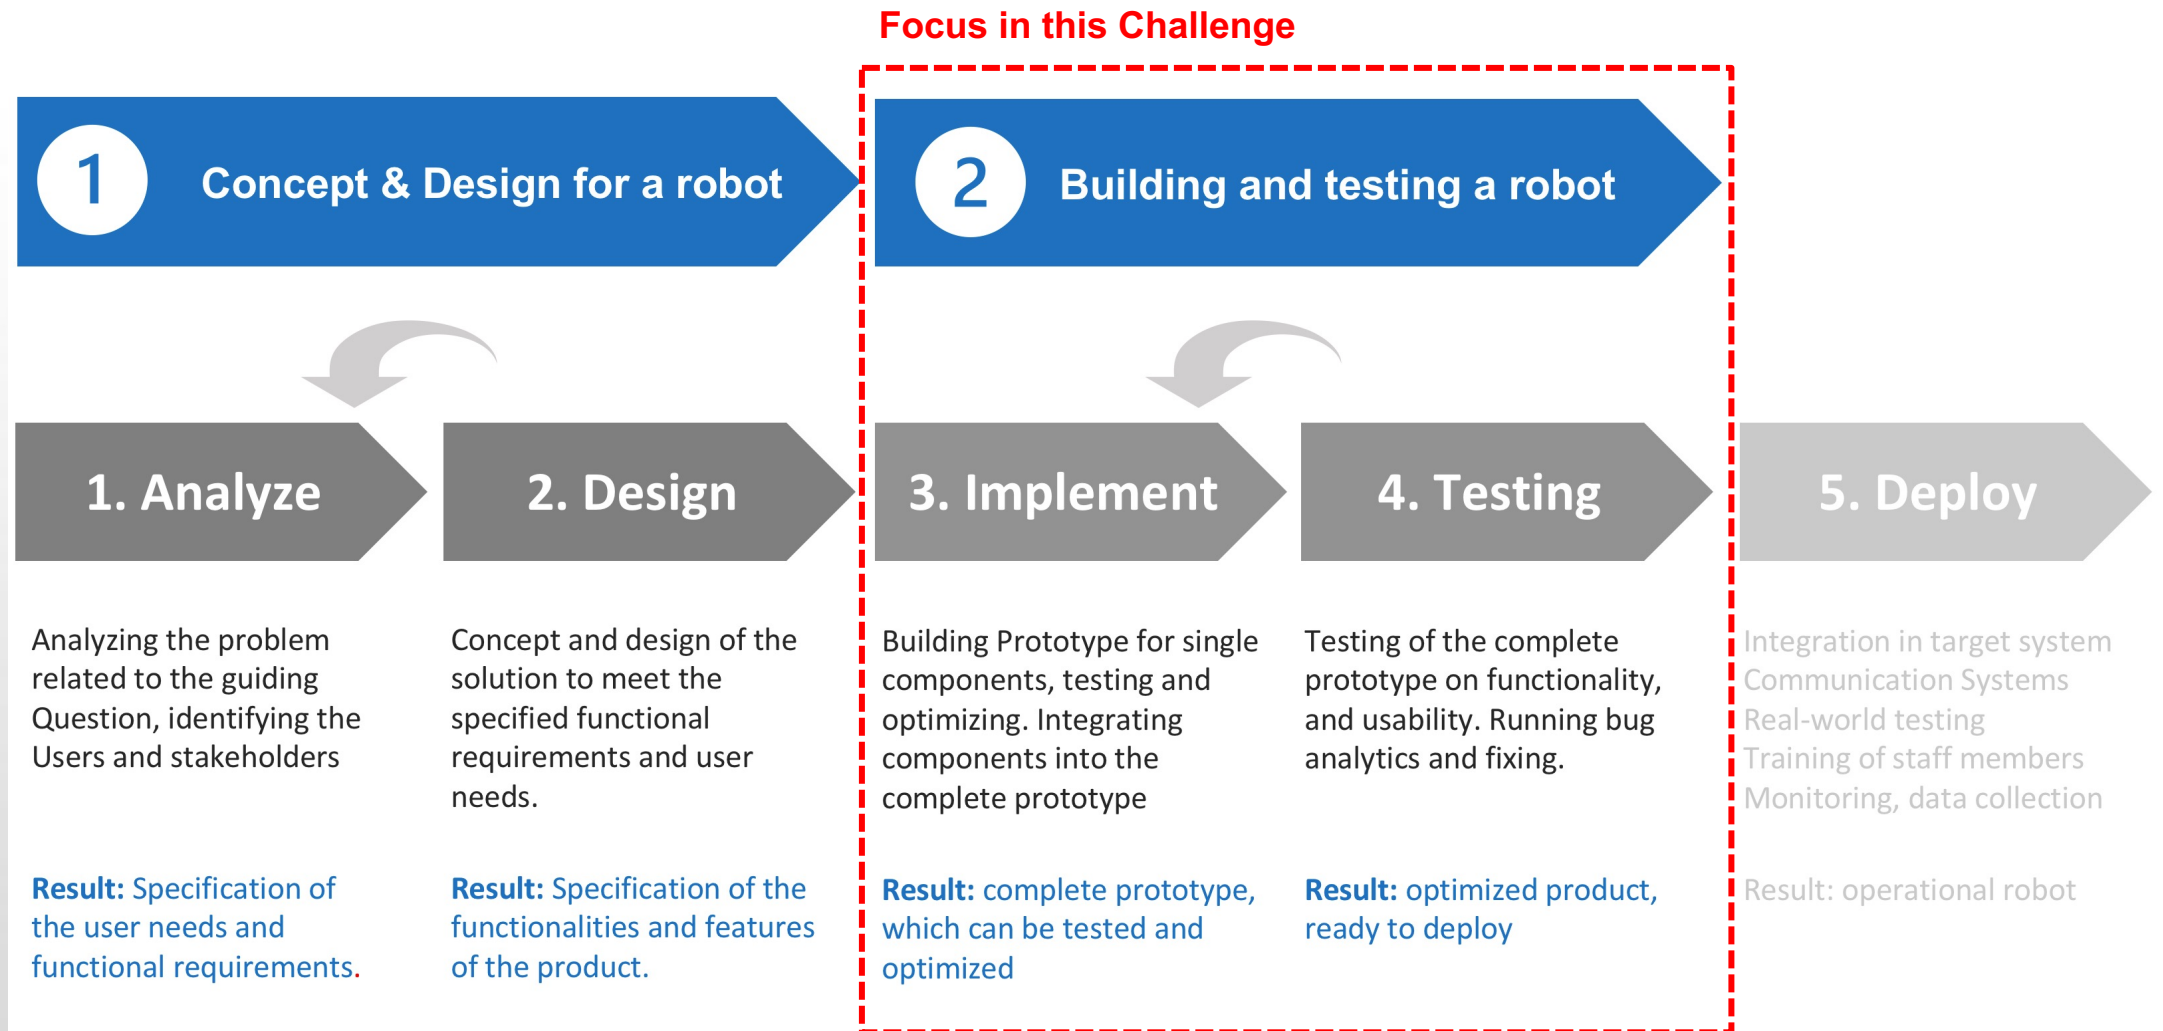 Focus in this Challenge
1 Concept & Design for a robot
2 Building and testing a robot
1. Analyze
2. Design
3. Implement
4. Testing
5. Deploy
Analyzing the problem
related to the guiding
Question, identifying the
Users and stakeholders
Result: Specification of
the user needs and
functional requirements.
Concept and design of the
solution to meet the
specified functional
requirements and user
needs.
Result: Specification of the
functionalities and features
of the product.
Building Prototype for single
components, testing and
optimizing. Integrating
components into the
complete prototype
Result: complete prototype,
which can be tested and
optimized
Testing of the complete
prototype on functionality,
and usability. Running bug
analytics and fixing.
Result: optimized product,
ready to deploy
Integration in target system
Communication Systems
Real-world testing
Training of staff members
Monitoring, data collection
Result: operational robot